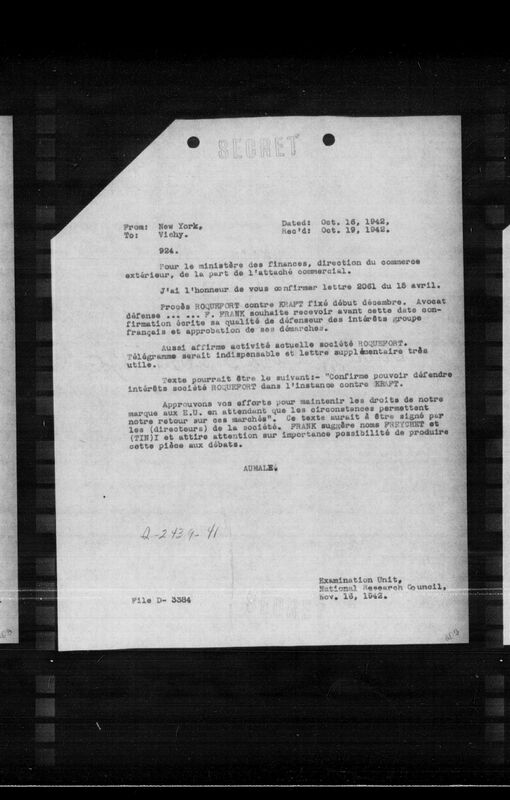 SECRET
From: New York, Dated: Oct. 16, 1942.
To: Vichy. Rec'd: Oct. 19, 1942.
924.
Pour le ministère des finances, direction du commerce
extérieur, de la part de l'attaché commercial.
J'ai l'honneur de vous confirmer lettre 2061 du 15 avril.
Procès ROQUEFORT contre KRAFT fixé début décembre. Avocat
défense ... ... F. FRANK souhaite recevoir avant cette date con-
firmation écrite sa qualité de défenseur des intérêts groupe
français et approbation de ses démarches.
Aussi affirme activité actuelle société ROQUEFORT.
Télégramme serait indispensable et lettre supplémentaire très
utile.
Texte pourrait être le suivant:- "Confirme pouvoir défendre
intérêts société ROQUEFORT dans l'instance contre KRAFT.
Approuvons vos efforts pour maintenir les droits de notre
marque aux E.U. en attendant que les circonstances permettent
notre retour sur ces marchés". Ce texte aurait à être signé par
les (directeurs) de la société. FRANK suggère noms FREYCHET et
(TIN)I et attire attention sur importance possibilité de produire
cette pièce aux débats.
AUMALE.
2-2439-41
Examination Unit,
National Research Council,
File D- 3384 Nov. 16, 1942.
SECRET